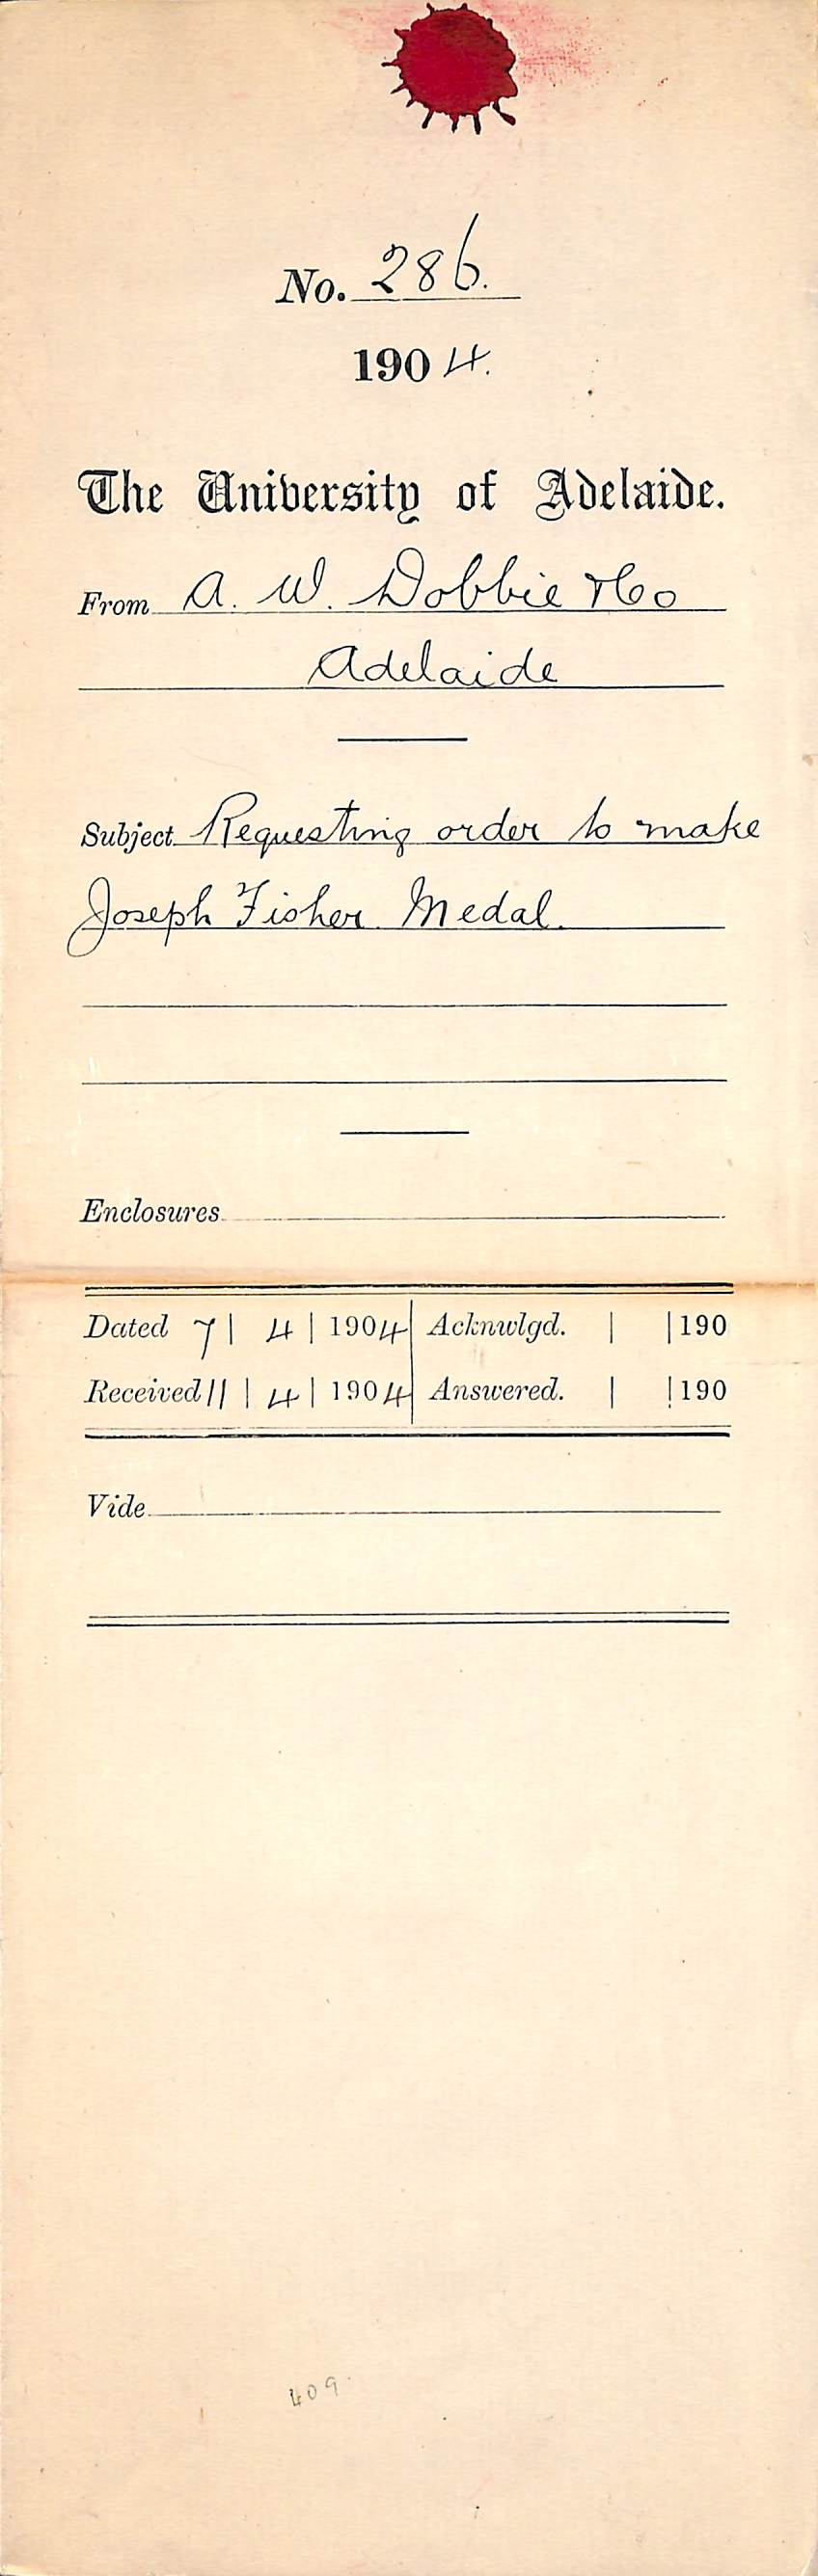 No. 286.
1904.
The University of Adelaide.
From A. W. Dobbie & Co
Adelaide
Subject Requesting order to make
Joseph Fisher Medal.
Enclosures
Dated 7 | 4 | 1904 Acknwlgd. | | 190
Received 11 | 4 | 1904 Answered. | | 190
Vide
409